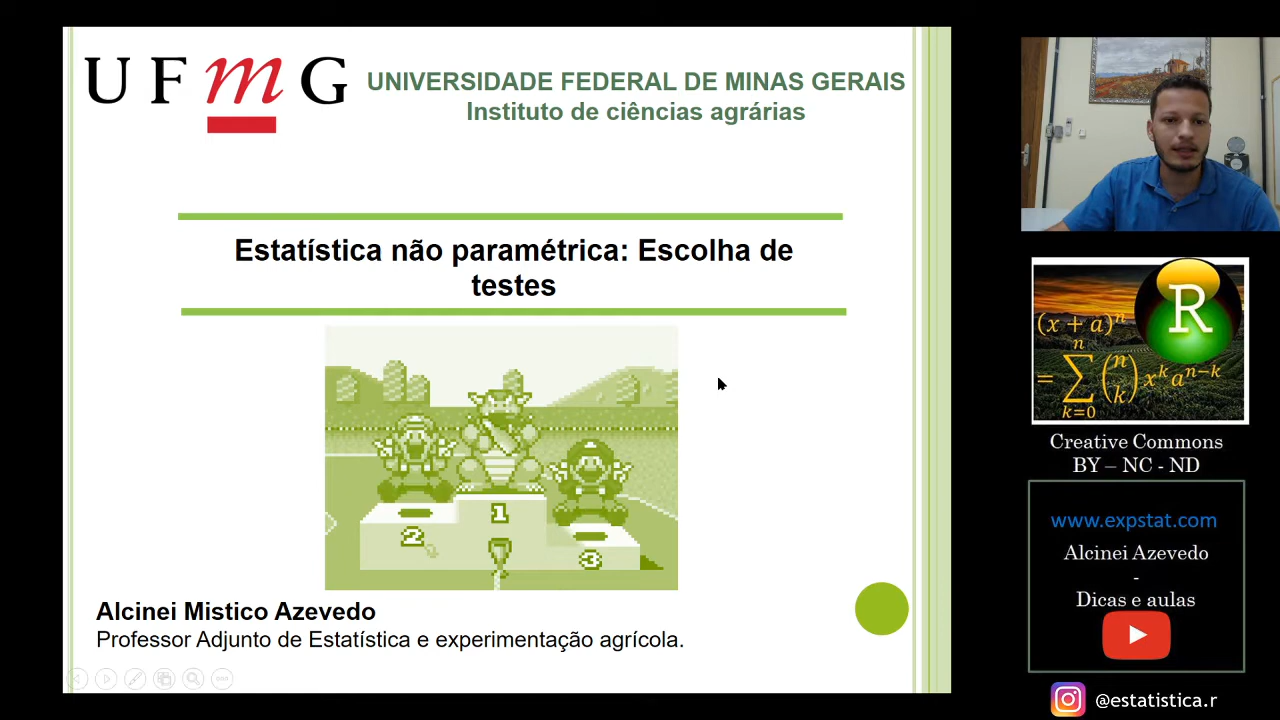 UFmG
UNIVERSIDADE FEDERAL DE MINAS GERAIS
Instituto de ciências agrárias
Estatística não paramétrica: Escolha de
testes
1
2
3
Alcinei Mistico Azevedo
Professor Adjunto de Estatística e experimentação agrícola.
R
(x + a)^n
= ∑_{k=0}^{n} (n k) x^k a^{n−k}
Creative Commons
BY – NC - ND
www.expstat.com
Alcinei Azevedo
-
Dicas e aulas
@estatistica.r